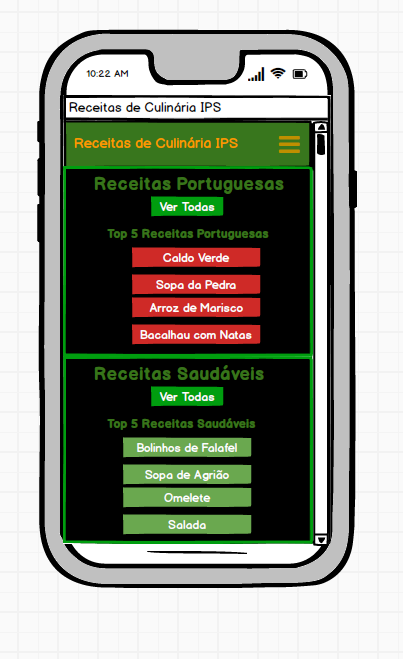 10:22 AM
Receitas de Culinária IPS
Receitas de Culinária IPS
Receitas Portuguesas
Ver Todas
Top 5 Receitas Portuguesas
Caldo Verde
Sopa da Pedra
Arroz de Marisco
Bacalhau com Natas
Receitas Saudáveis
Ver Todas
Top 5 Receitas Saudáveis
Bolinhos de Falafel
Sopa de Agrião
Omelete
Salada